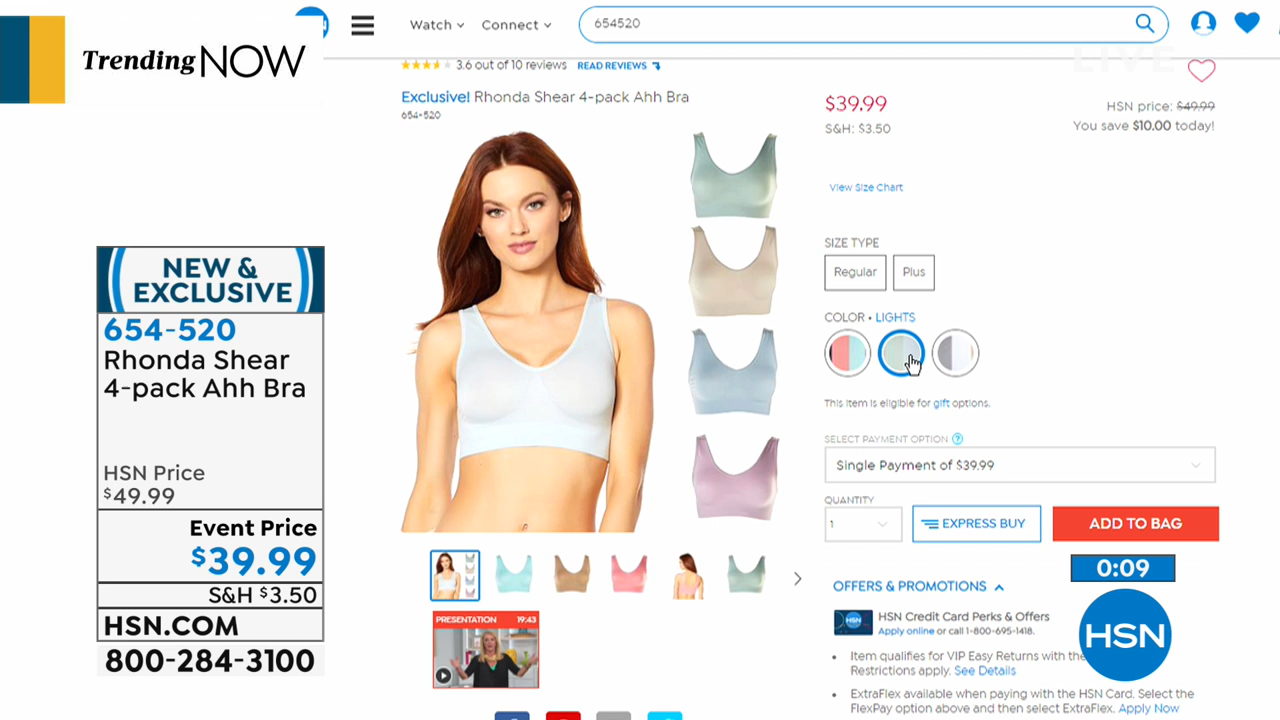 Trending NOW
Watch
Connect
654520
LIVE
3.6 out of 10 reviews
READ REVIEWS
Exclusive! Rhonda Shear 4-pack Ahh Bra
654-520
$39.99
S&H: $3.50
HSN price: $49.99
You save $10.00 today!
View Size Chart
SIZE TYPE
Regular
Plus
COLOR • LIGHTS
This item is eligible for gift options.
SELECT PAYMENT OPTION ?
Single Payment of $39.99
QUANTITY
1
EXPRESS BUY
ADD TO BAG
NEW &
EXCLUSIVE
654-520
Rhonda Shear
4-pack Ahh Bra
HSN Price
$49.99
Event Price
$39.99
S&H $3.50
HSN.COM
800-284-3100
PRESENTATION 19:43
0:09
HSN
OFFERS & PROMOTIONS
HSN
HSN Credit Card Perks & Offers
Apply online or call 1-800-695-1418.
• Item qualifies for VIP Easy Returns with the
Restrictions apply. See Details
• ExtraFlex available when paying with the HSN Card. Select the
FlexPay option above and then select ExtraFlex. Apply Now